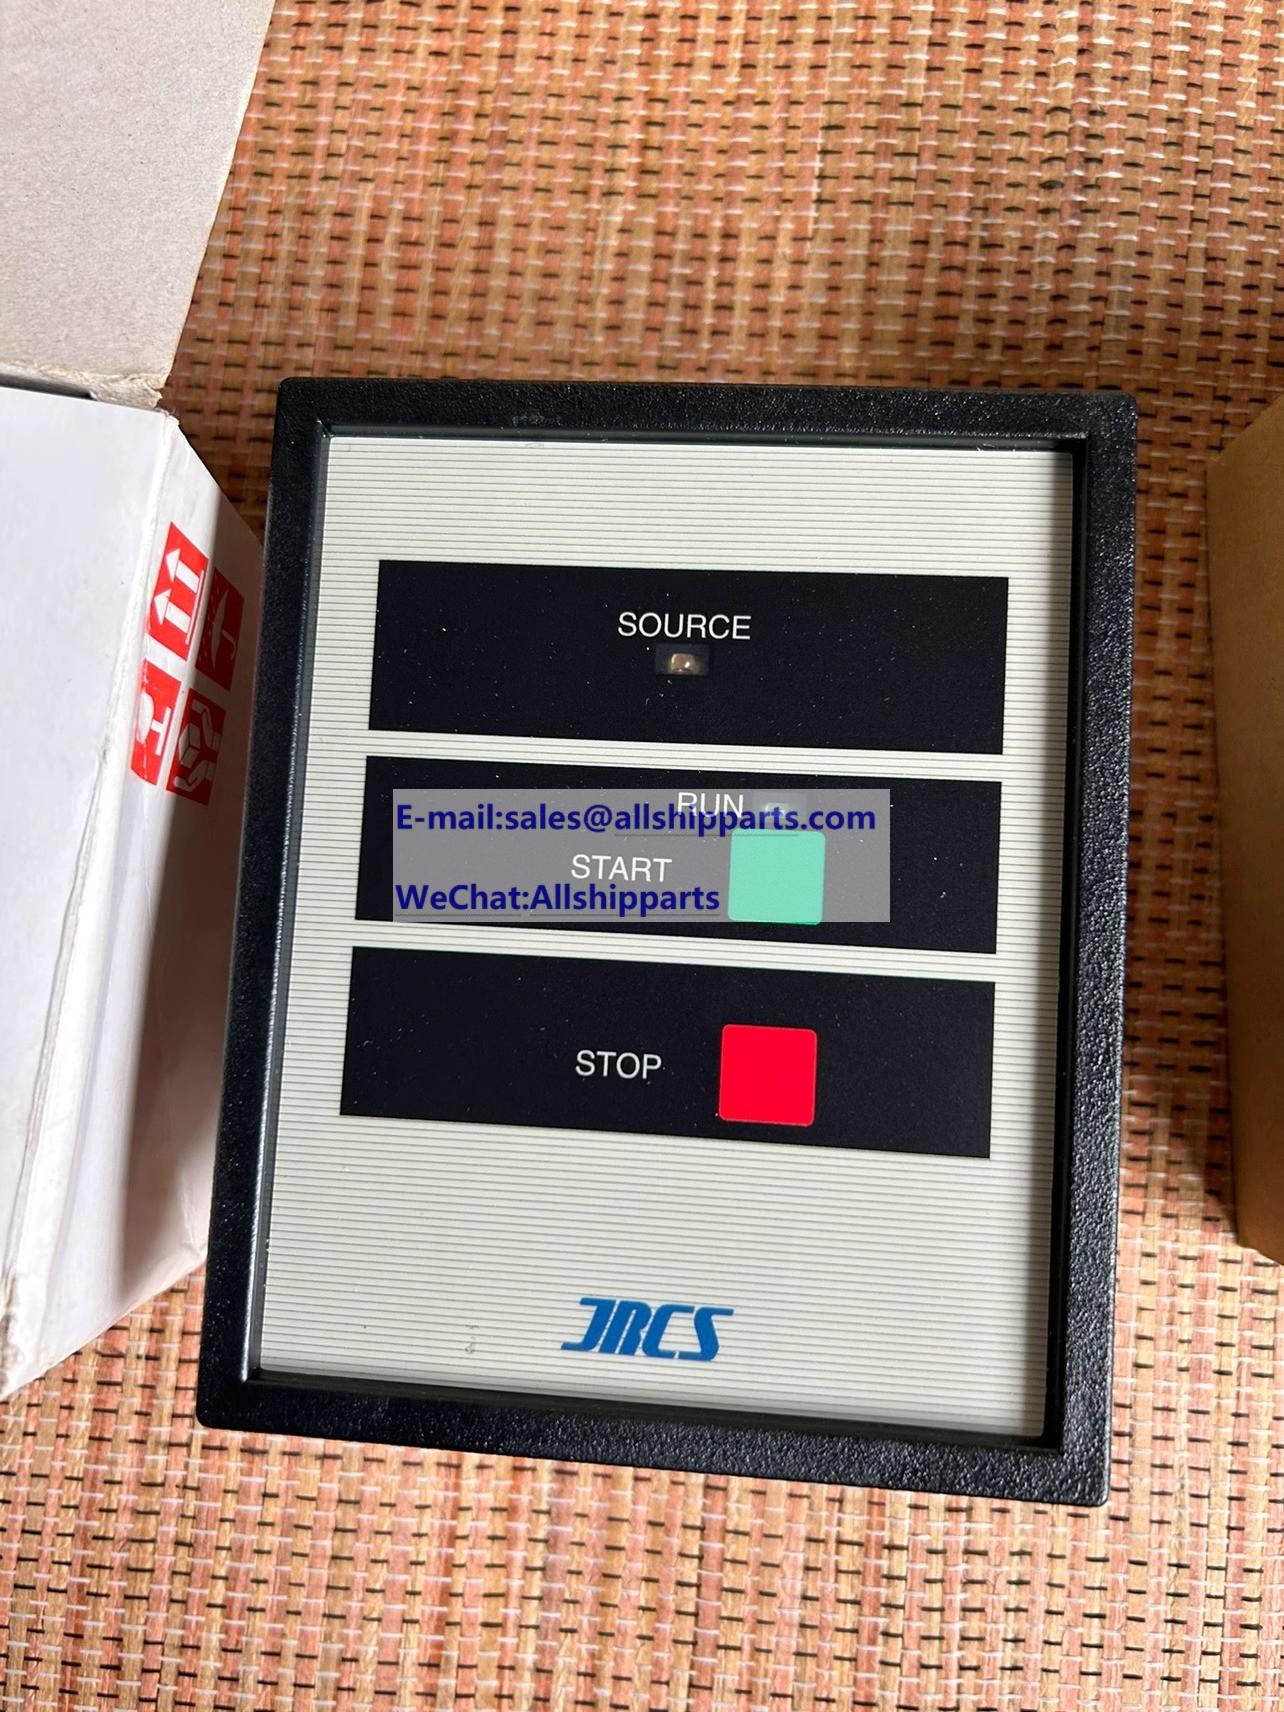 SOURCE
RUN
E-mail:sales@allshipparts.com
START
WeChat:Allshipparts
STOP
JRCS